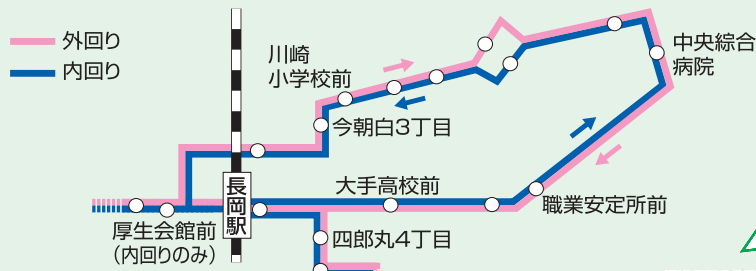 外回り
内回り
川崎
小学校前
中央綜合
病院
今朝白3丁目
長岡駅
大手高校前
職業安定所前
厚生会館前
(内回りのみ)
四郎丸4丁目